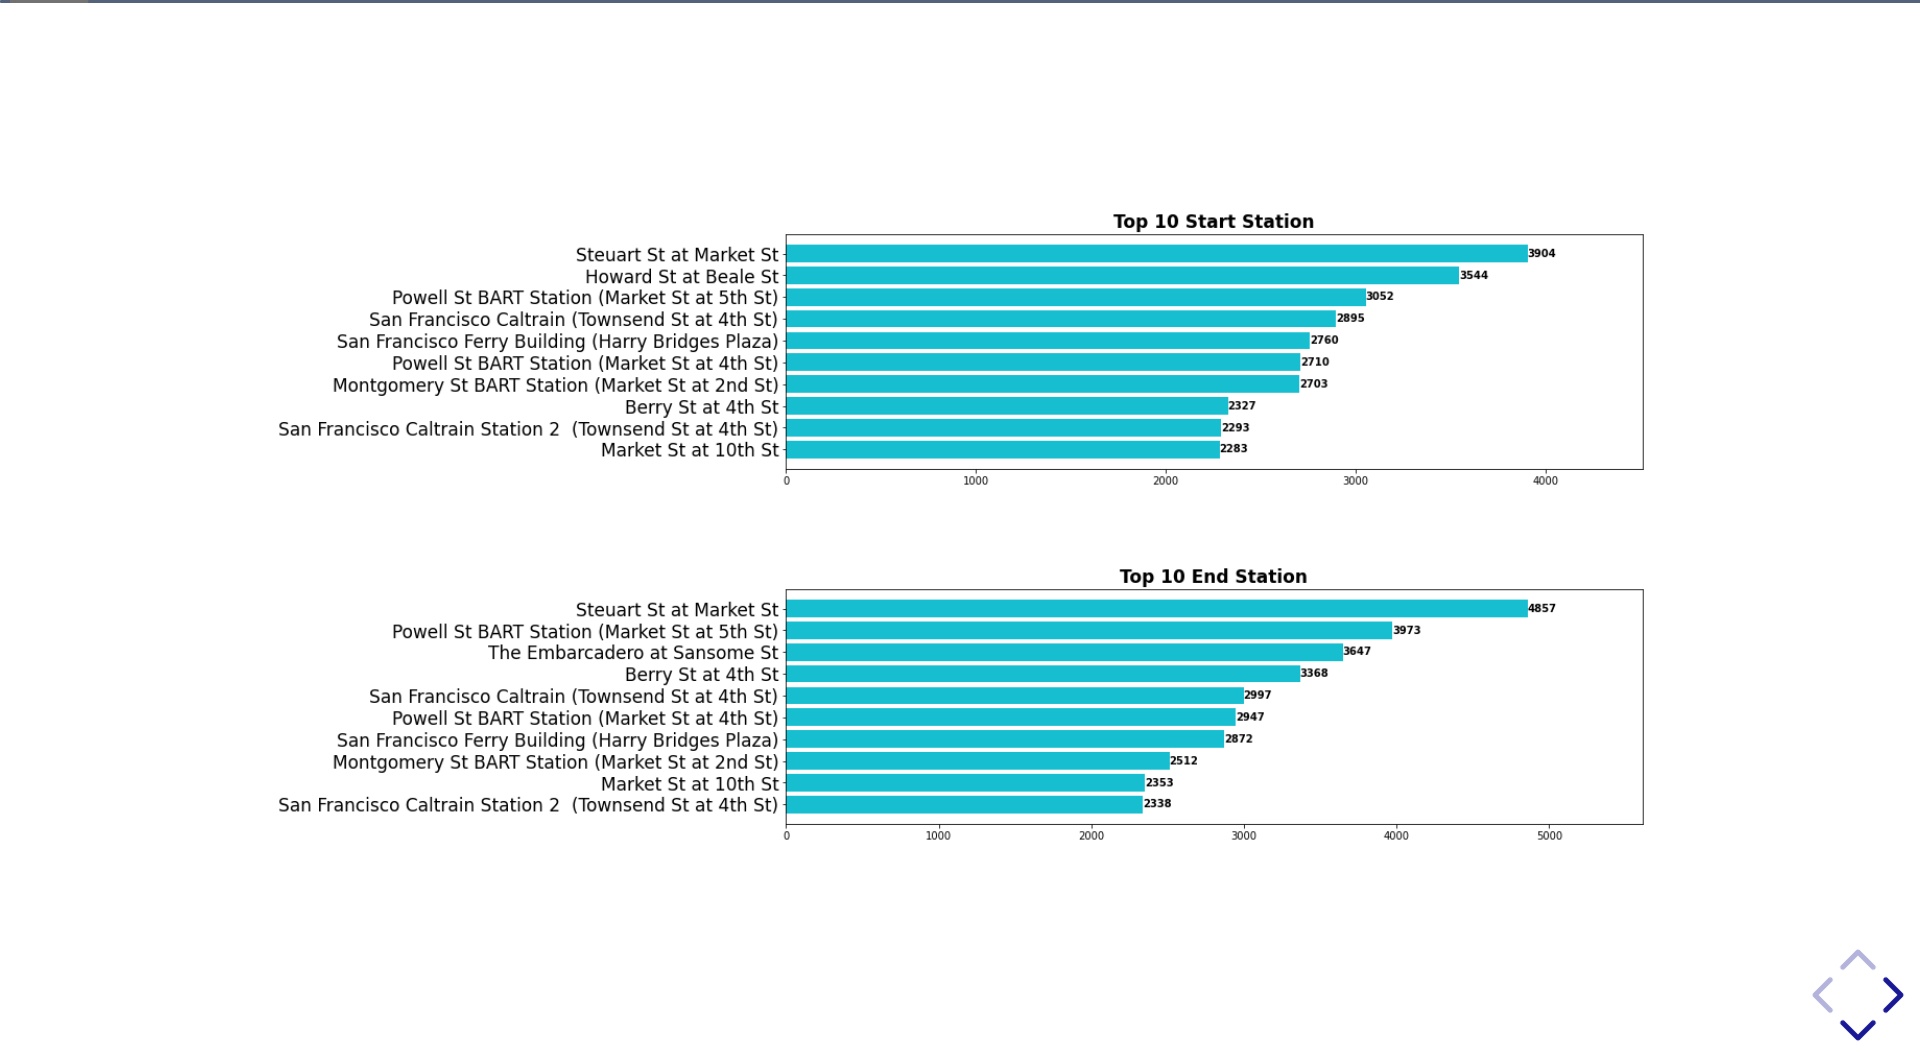 Top 10 Start Station
Steuart St at Market St 3904
Howard St at Beale St 3544
Powell St BART Station (Market St at 5th St) 3052
San Francisco Caltrain (Townsend St at 4th St) 2895
San Francisco Ferry Building (Harry Bridges Plaza) 2760
Powell St BART Station (Market St at 4th St) 2710
Montgomery St BART Station (Market St at 2nd St) 2703
Berry St at 4th St 2327
San Francisco Caltrain Station 2  (Townsend St at 4th St) 2293
Market St at 10th St 2283
0 1000 2000 3000 4000
Top 10 End Station
Steuart St at Market St 4857
Powell St BART Station (Market St at 5th St) 3973
The Embarcadero at Sansome St 3647
Berry St at 4th St 3368
San Francisco Caltrain (Townsend St at 4th St) 2997
Powell St BART Station (Market St at 4th St) 2947
San Francisco Ferry Building (Harry Bridges Plaza) 2872
Montgomery St BART Station (Market St at 2nd St) 2512
Market St at 10th St 2353
San Francisco Caltrain Station 2  (Townsend St at 4th St) 2338
0 1000 2000 3000 4000 5000